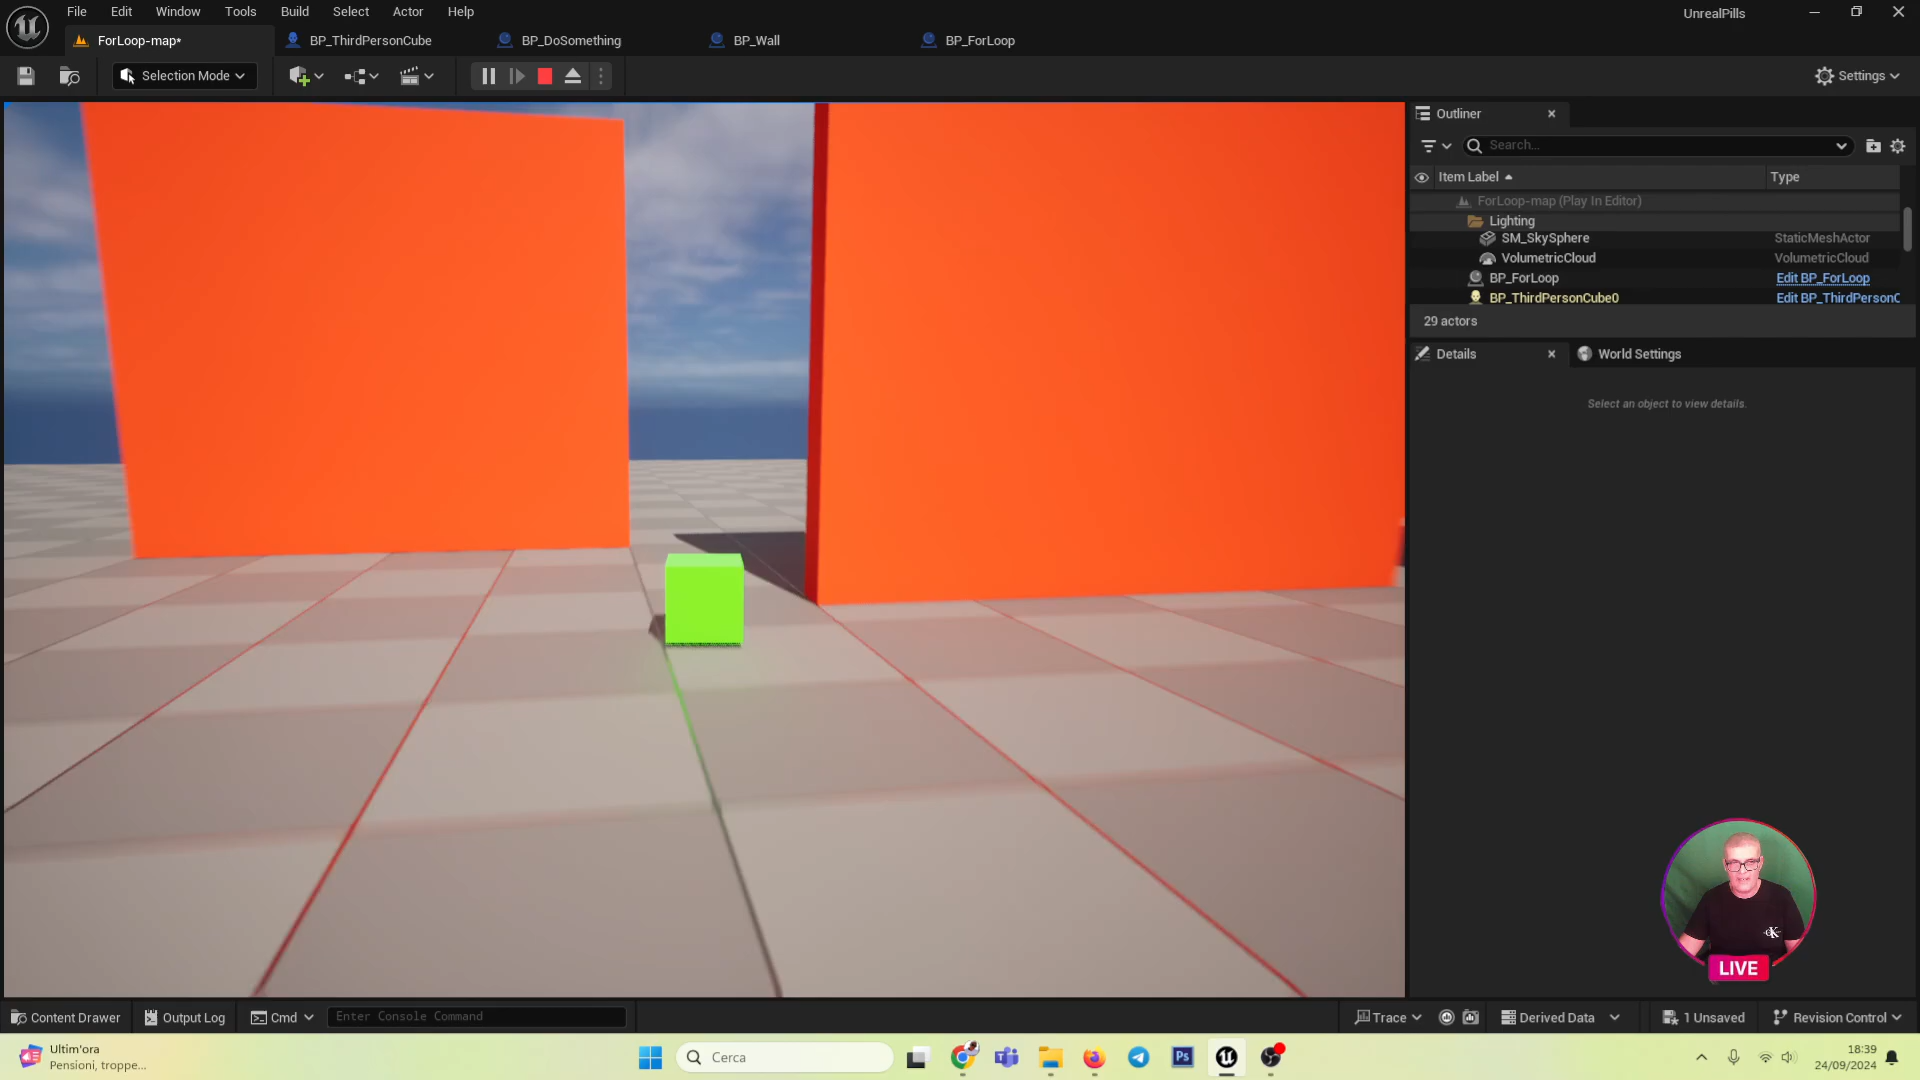 File Edit Window Tools Build Select Actor Help
UnrealPills
ForLoop-map*
BP_ThirdPersonCube
BP_DoSomething
BP_Wall
BP_ForLoop
Selection Mode
Settings
Outliner
Search...
Item Label
Type
ForLoop-map (Play In Editor)
Lighting
SM_SkySphere
StaticMeshActor
VolumetricCloud
VolumetricCloud
BP_ForLoop
Edit BP_ForLoop
BP_ThirdPersonCube0
Edit BP_ThirdPersonC
29 actors
Details
World Settings
Select an object to view details.
CK
LIVE
Content Drawer
Output Log
Cmd
Enter Console Command
Trace
Derived Data
1 Unsaved
Revision Control
Ultim'ora
Pensioni, troppe...
Cerca
Ps
18:39
24/09/2024